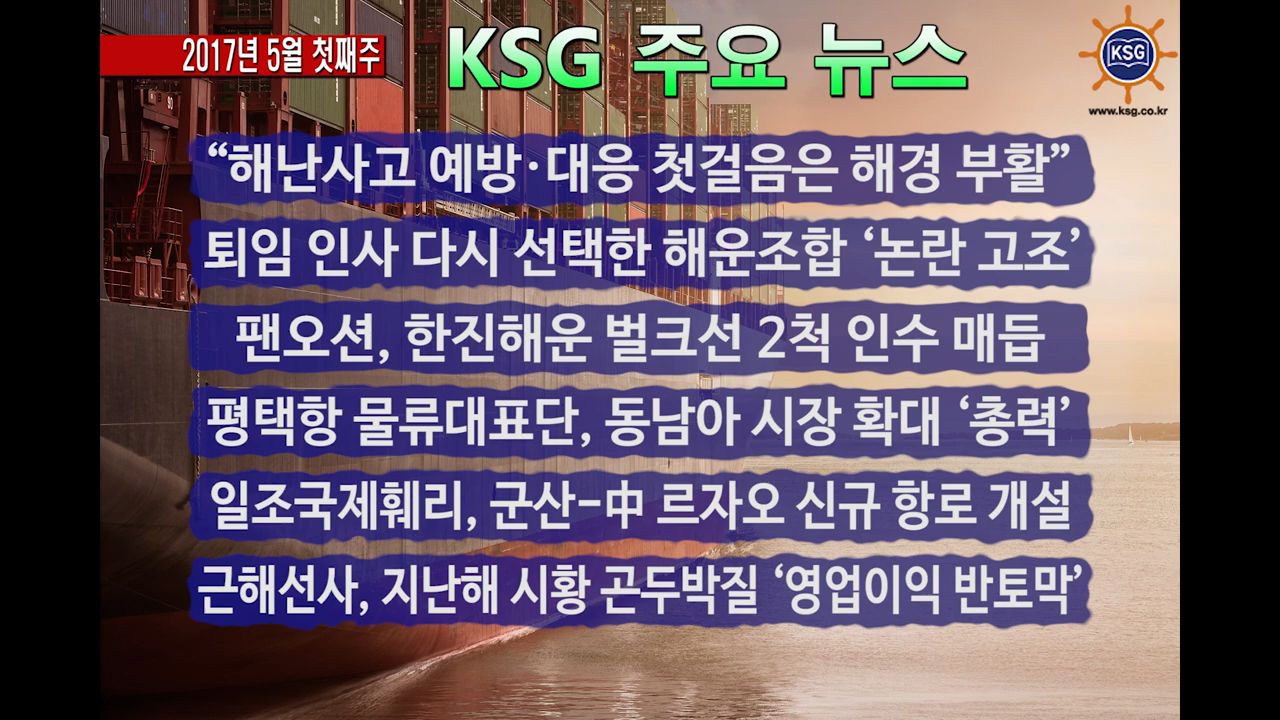 2017년 5월 첫째주
KSG 주요 뉴스
KSG
www.ksg.co.kr
“해난사고 예방·대응 첫걸음은 해경 부활”
퇴임 인사 다시 선택한 해운조합 ‘논란 고조’
팬오션, 한진해운 벌크선 2척 인수 매듭
평택항 물류대표단, 동남아 시장 확대 ‘총력’
일조국제훼리, 군산-中 르자오 신규 항로 개설
근해선사, 지난해 시황 곤두박질 ‘영업이익 반토막’